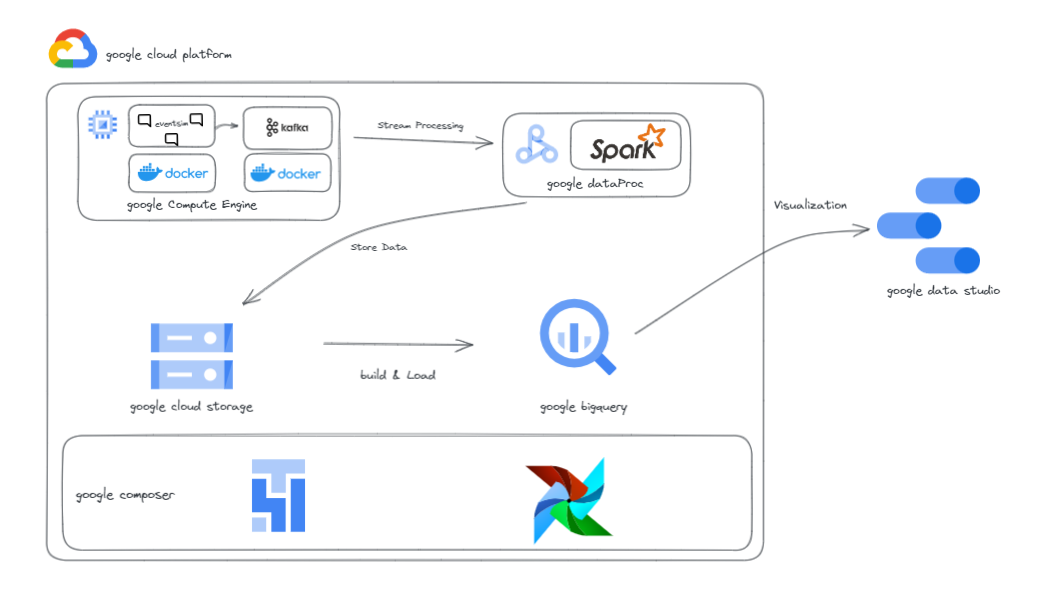 google cloud platform
eventsim
kafka
docker
docker
google Compute Engine
Stream Processing
Spark
google dataProc
Store Data
Visualization
google data studio
google cloud storage
build & Load
google bigquery
google composer